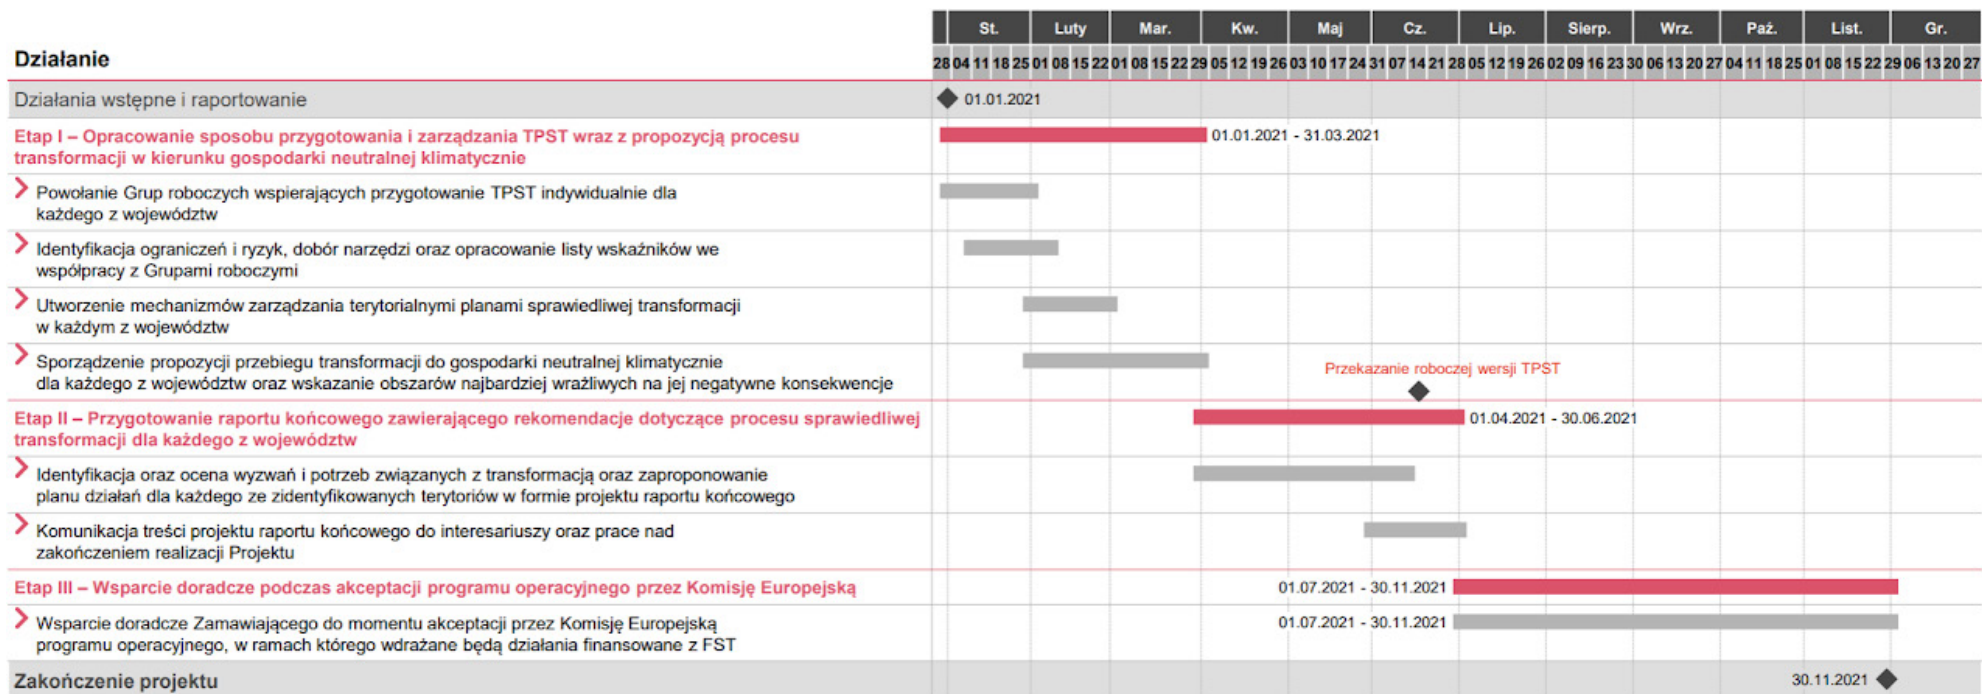 St. Luty Mar. Kw. Maj Cz. Lip. Sierp. Wrz. Paź. List. Gr.
Działanie
28 04 11 18 25 01 08 15 22 01 08 15 22 29 05 12 19 26 03 10 17 24 31 07 14 21 28 05 12 19 26 02 09 16 23 30 06 13 20 27 04 11 18 25 01 08 15 22 29 06 13 20 27
Działania wstępne i raportowanie
01.01.2021
Etap I – Opracowanie sposobu przygotowania i zarządzania TPST wraz z propozycją procesu
transformacji w kierunku gospodarki neutralnej klimatycznie
01.01.2021 - 31.03.2021
Powołanie Grup roboczych wspierających przygotowanie TPST indywidualnie dla
każdego z województw
Identyfikacja ograniczeń i ryzyk, dobór narzędzi oraz opracowanie listy wskaźników we
współpracy z Grupami roboczymi
Utworzenie mechanizmów zarządzania terytorialnymi planami sprawiedliwej transformacji
w każdym z województw
Sporządzenie propozycji przebiegu transformacji do gospodarki neutralnej klimatycznie
dla każdego z województw oraz wskazanie obszarów najbardziej wrażliwych na jej negatywne konsekwencje
Przekazanie roboczej wersji TPST
Etap II – Przygotowanie raportu końcowego zawierającego rekomendacje dotyczące procesu sprawiedliwej
transformacji dla każdego z województw
01.04.2021 - 30.06.2021
Identyfikacja oraz ocena wyzwań i potrzeb związanych z transformacją oraz zaproponowanie
planu działań dla każdego ze zidentyfikowanych terytoriów w formie projektu raportu końcowego
Komunikacja treści projektu raportu końcowego do interesariuszy oraz prace nad
zakończeniem realizacji Projektu
Etap III – Wsparcie doradcze podczas akceptacji programu operacyjnego przez Komisję Europejską
01.07.2021 - 30.11.2021
Wsparcie doradcze Zamawiającego do momentu akceptacji przez Komisję Europejską
programu operacyjnego, w ramach którego wdrażane będą działania finansowane z FST
01.07.2021 - 30.11.2021
Zakończenie projektu
30.11.2021